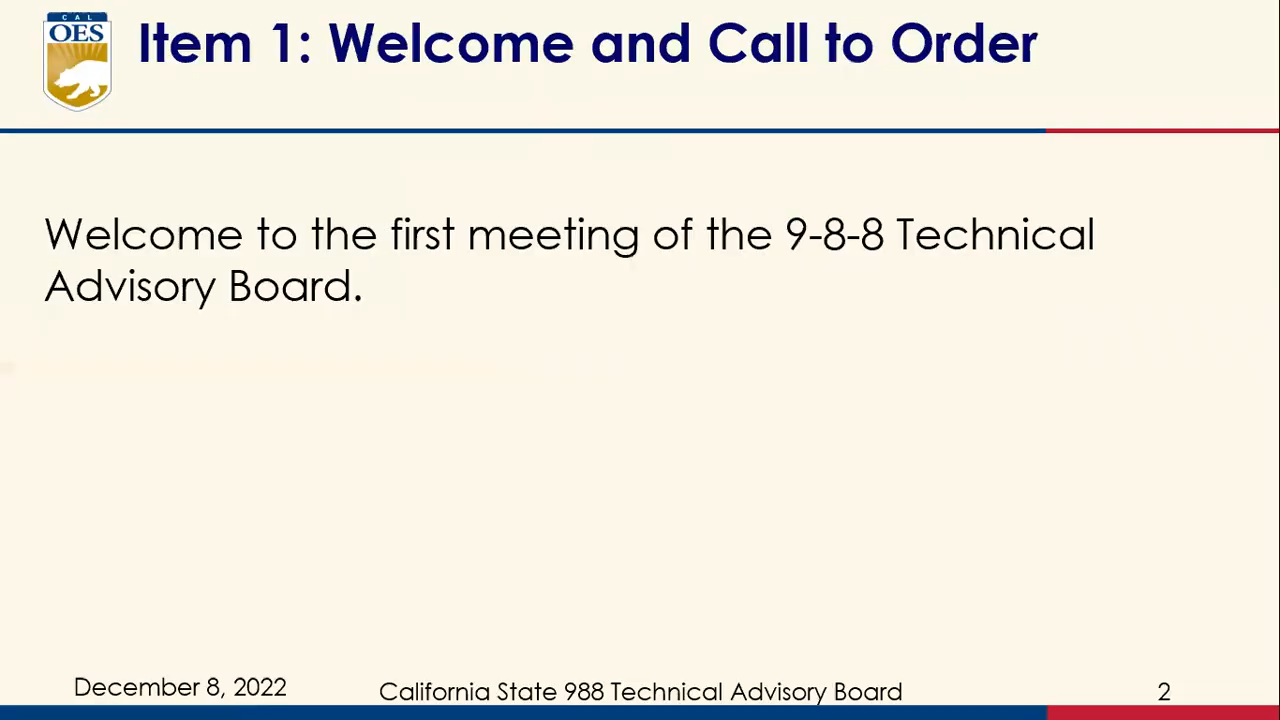 CAL
OES
Item 1: Welcome and Call to Order
Welcome to the first meeting of the 9-8-8 Technical
Advisory Board.
December 8, 2022
California State 988 Technical Advisory Board
2